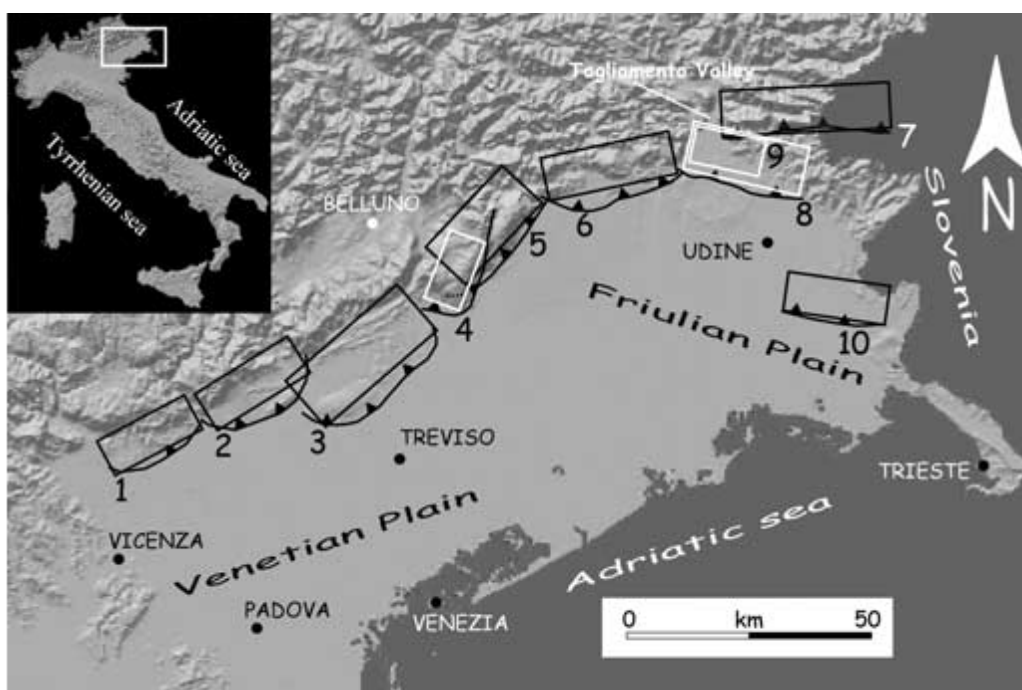 Tagliamento Valley
Adriatic sea
Tyrrhenian sea
7
9
Slovenia
N
BELLUNO
8
6
5
UDINE
4
Friulian Plain
10
2
3
TREVISO
1
TRIESTE
VICENZA
Venetian Plain
Adriatic sea
PADOVA
VENEZIA
0 km 50